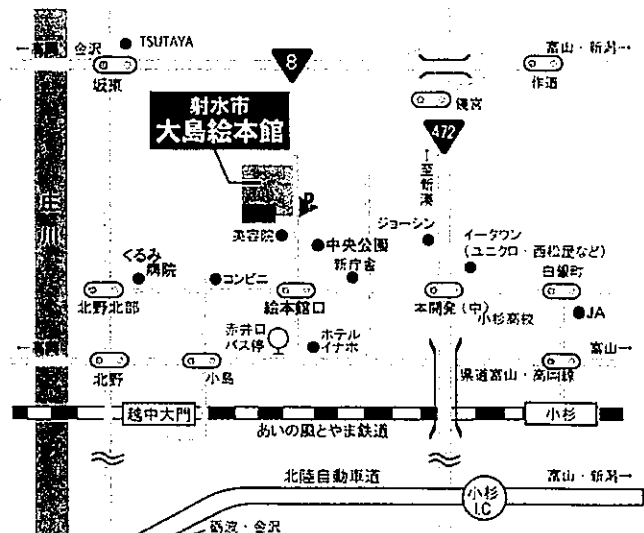 ←高岡 金沢
TSUTAYA
坂東
8
富山・新潟→
作道
鏡宮
472
射水市
大島絵本館
P
至新湊
庄川
美容院
中央公園
新庁舎
ジョーシン
イータウン
(ユニクロ・西松屋など)
くるみ
病院
コンビニ
白銀町
北野北部
絵本館口
本開発(中)
小杉高校
JA
←高岡
赤井口
バス停
ホテル
イナホ
富山→
北野
小島
県道富山・高岡線
越中大門
あいの風とやま鉄道
小杉
北陸自動車道
小杉
I.C
富山・新潟→
←砺波・金沢